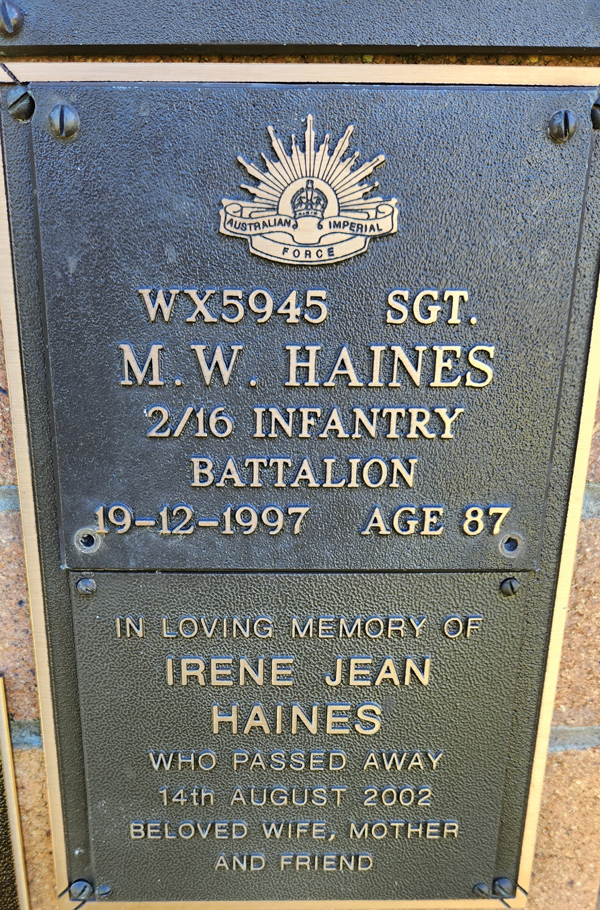 AUSTRALIAN IMPERIAL
FORCE
WX5945 SGT.
M.W. HAINES
2/16 INFANTRY
BATTALION
19-12-1997 AGE 87
IN LOVING MEMORY OF
IRENE JEAN
HAINES
WHO PASSED AWAY
14th AUGUST 2002
BELOVED WIFE, MOTHER
AND FRIEND